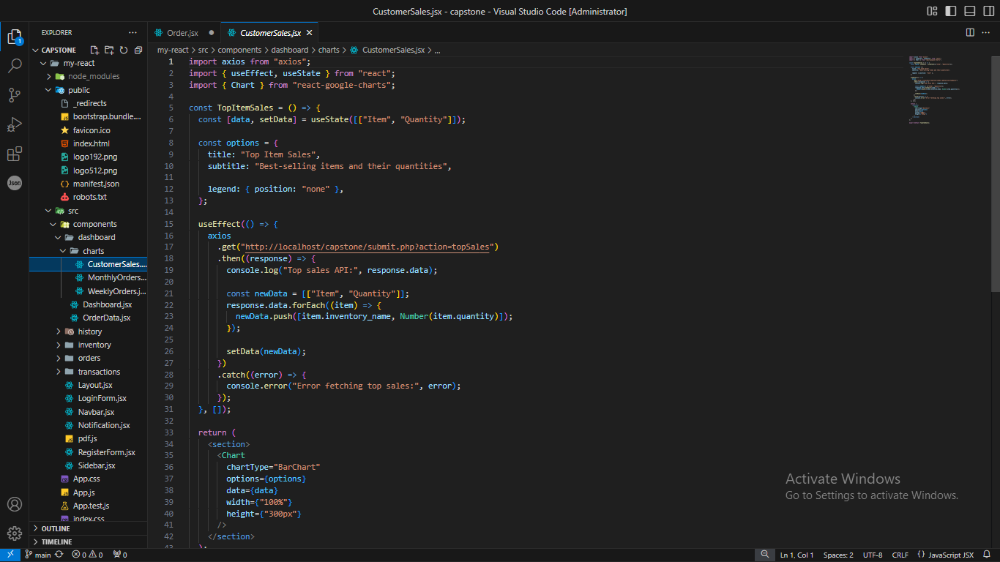 CustomerSales.jsx - capstone - Visual Studio Code [Administrator]
EXPLORER
Order.jsx
CustomerSales.jsx
CAPSTONE
my-react > src > components > dashboard > charts > CustomerSales.jsx > ...
1
my-react
node_modules
public
_redirects
bootstrap.bundle....
favicon.ico
index.html
logo192.png
logo512.png
manifest.json
robots.txt
src
components
dashboard
charts
CustomerSales....
MonthlyOrders...
WeeklyOrders.j...
Dashboard.jsx
OrderData.jsx
history
inventory
orders
transactions
Layout.jsx
LoginForm.jsx
Navbar.jsx
Notification.jsx
pdf.js
RegisterForm.jsx
Sidebar.jsx
App.css
App.js
App.test.js
index.css
OUTLINE
TIMELINE
Json
1 import axios from "axios";
2 import { useEffect, useState } from "react";
3 import { Chart } from "react-google-charts";
4
5 const TopItemSales = () => {
6 const [data, setData] = useState([["Item", "Quantity"]]);
7
8 const options = {
9 title: "Top Item Sales",
10 subtitle: "Best-selling items and their quantities",
11
12 legend: { position: "none" },
13 };
14
15 useEffect(() => {
16 axios
17 .get("http://localhost/capstone/submit.php?action=topSales")
18 .then((response) => {
19 console.log("Top sales API:", response.data);
20
21 const newData = [["Item", "Quantity"]];
22 response.data.forEach((item) => {
23 newData.push([item.inventory_name, Number(item.quantity)]);
24 });
25
26 setData(newData);
27 })
28 .catch((error) => {
29 console.error("Error fetching top sales:", error);
30 });
31 }, []);
32
33 return (
34 <section>
35 <Chart
36 chartType="BarChart"
37 options={options}
38 data={data}
39 width={"100%"}
40 height={"300px"}
41 />
42 </section>
43 );
Activate Windows
Go to Settings to activate Windows.
main 0 0 0 Ln 1, Col 1 Spaces: 2 UTF-8 CRLF {} JavaScript JSX